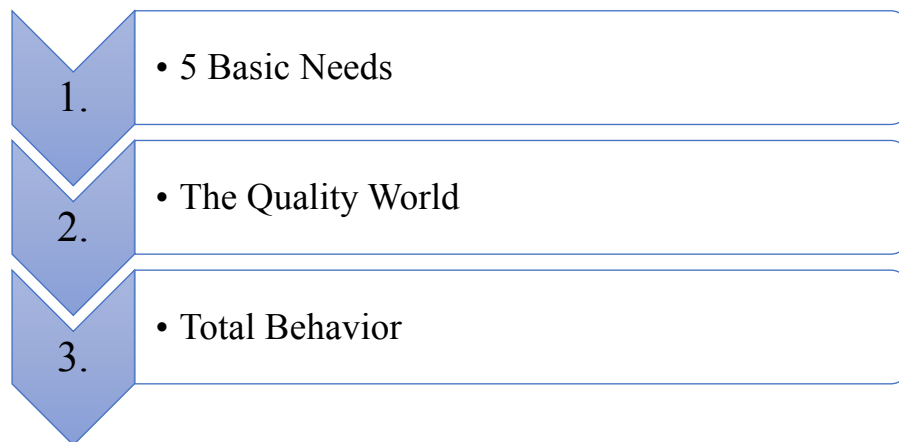 1.
• 5 Basic Needs
2.
• The Quality World
3.
• Total Behavior